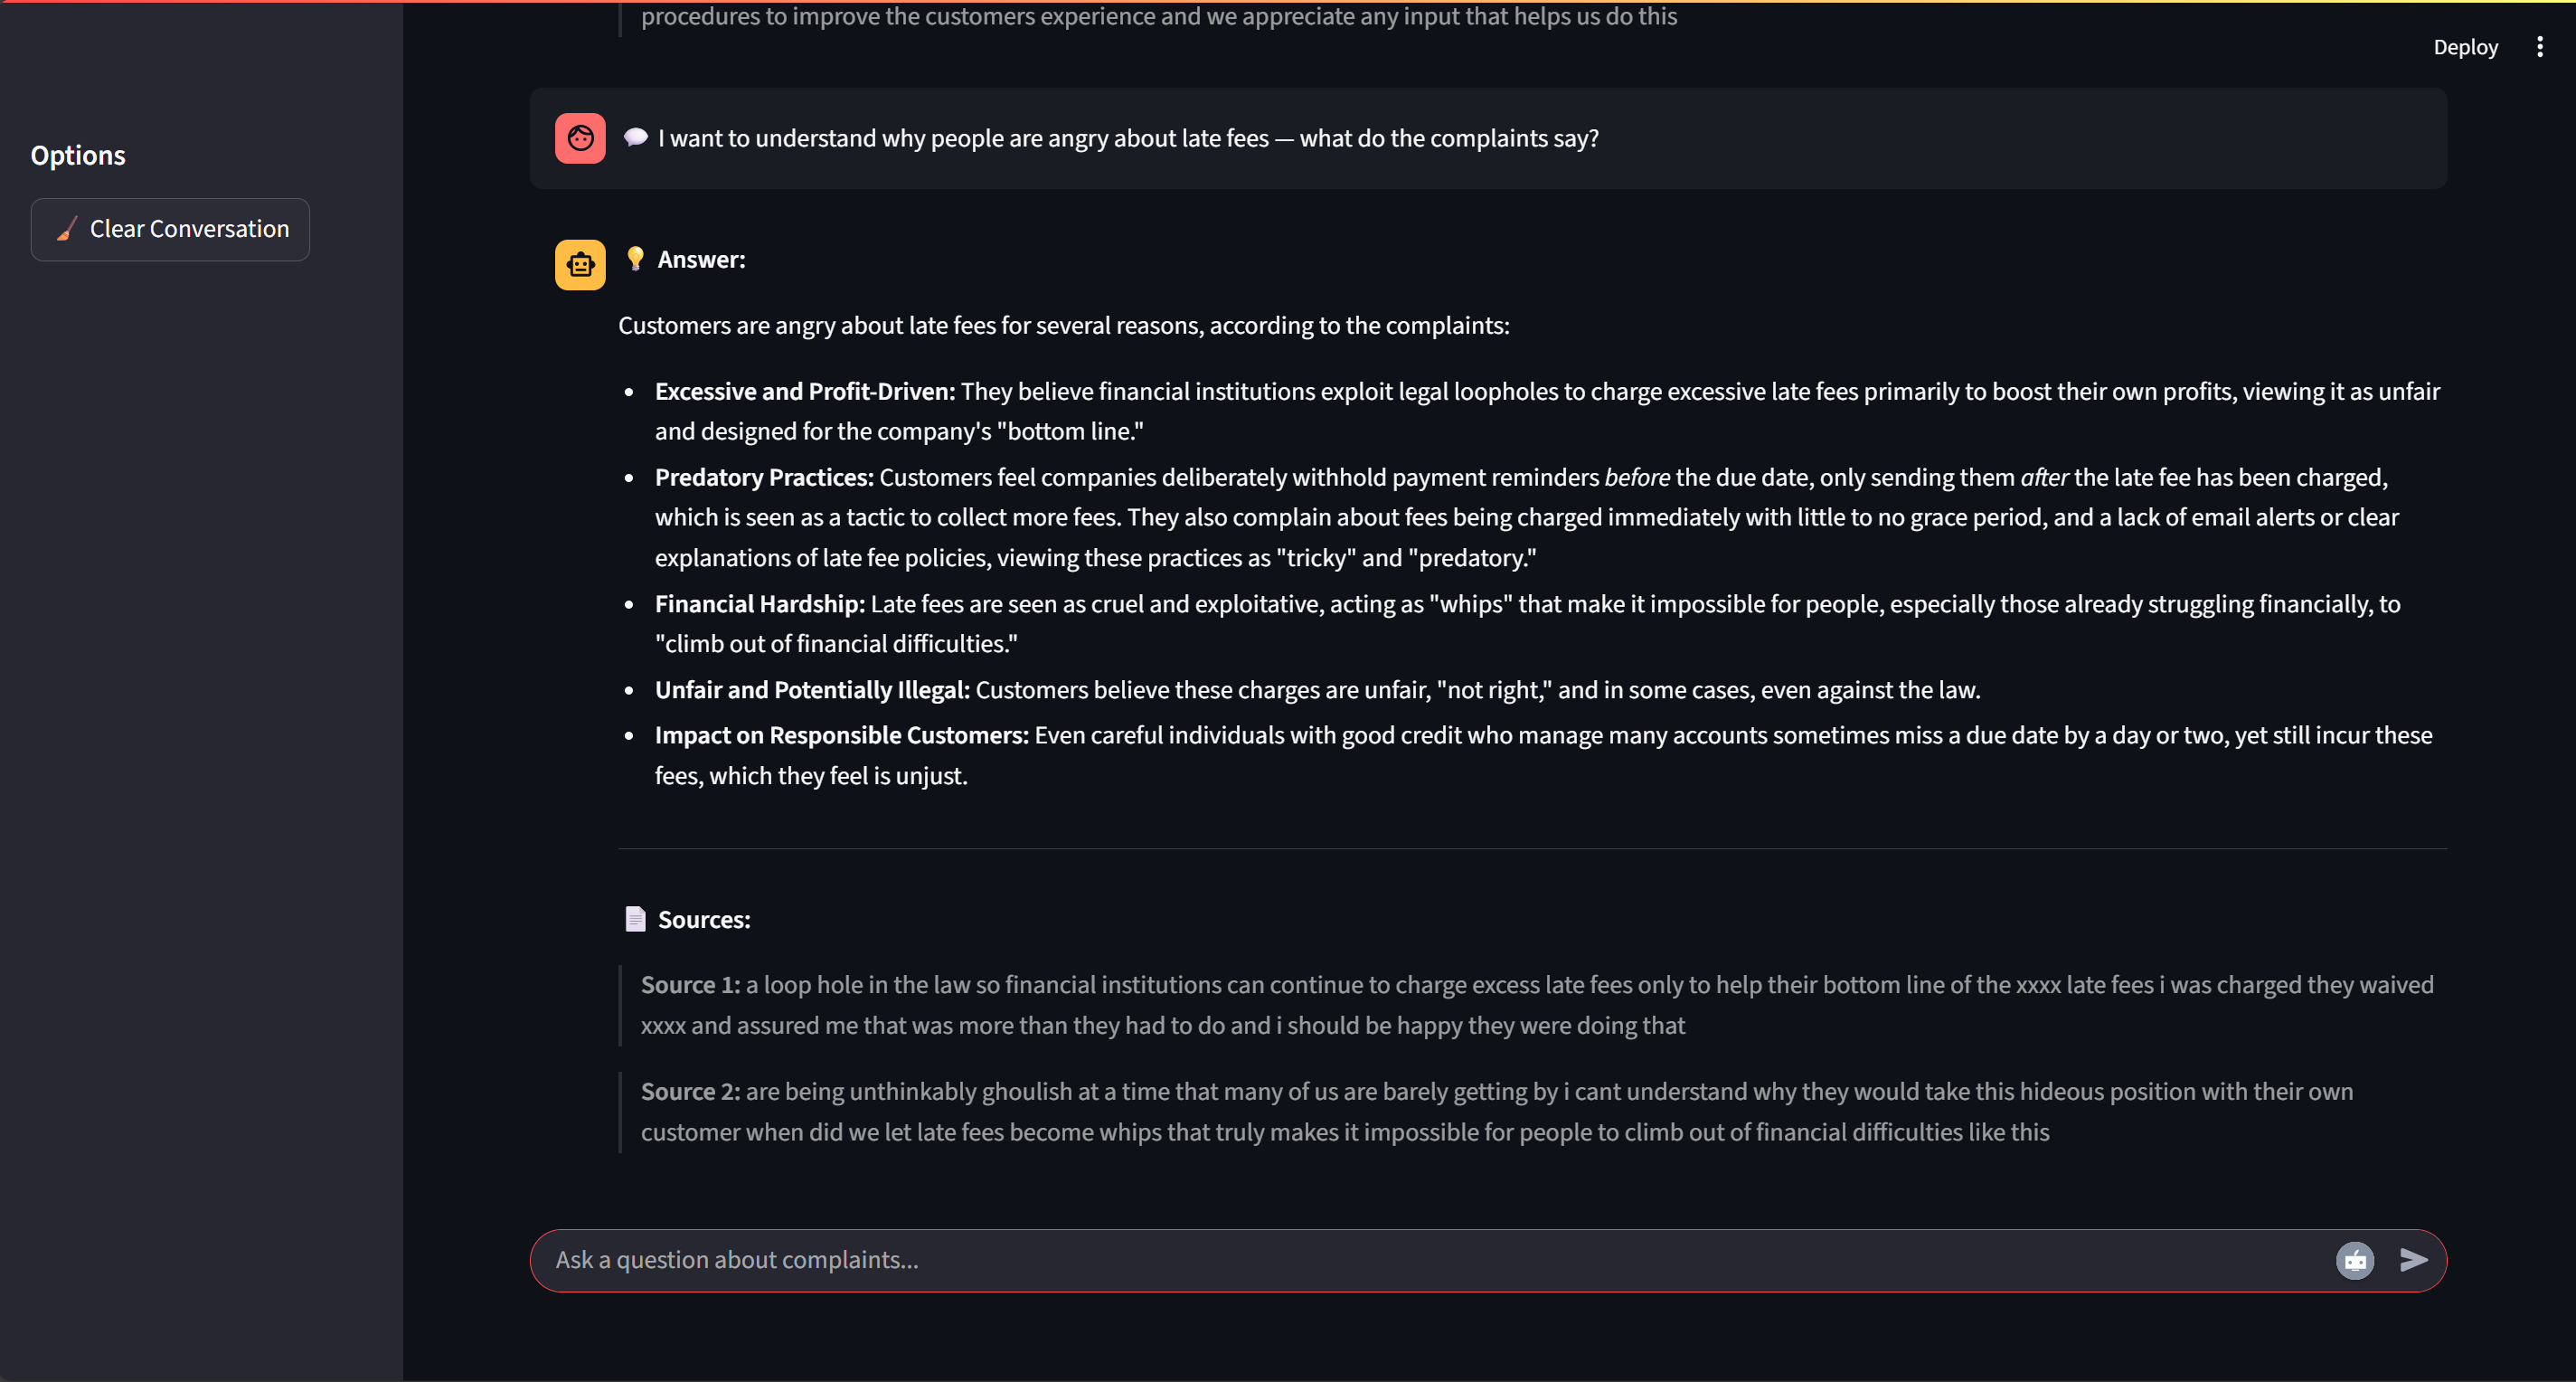 procedures to improve the customers experience and we appreciate any input that helps us do this
Deploy
Options
Clear Conversation
I want to understand why people are angry about late fees — what do the complaints say?
Answer:
Customers are angry about late fees for several reasons, according to the complaints:
• Excessive and Profit-Driven: They believe financial institutions exploit legal loopholes to charge excessive late fees primarily to boost their own profits, viewing it as unfair
and designed for the company's "bottom line."
• Predatory Practices: Customers feel companies deliberately withhold payment reminders before the due date, only sending them after the late fee has been charged,
which is seen as a tactic to collect more fees. They also complain about fees being charged immediately with little to no grace period, and a lack of email alerts or clear
explanations of late fee policies, viewing these practices as "tricky" and "predatory."
• Financial Hardship: Late fees are seen as cruel and exploitative, acting as "whips" that make it impossible for people, especially those already struggling financially, to
"climb out of financial difficulties."
• Unfair and Potentially Illegal: Customers believe these charges are unfair, "not right," and in some cases, even against the law.
• Impact on Responsible Customers: Even careful individuals with good credit who manage many accounts sometimes miss a due date by a day or two, yet still incur these
fees, which they feel is unjust.
Sources:
Source 1: a loop hole in the law so financial institutions can continue to charge excess late fees only to help their bottom line of the xxxx late fees i was charged they waived
xxxx and assured me that was more than they had to do and i should be happy they were doing that
Source 2: are being unthinkably ghoulish at a time that many of us are barely getting by i cant understand why they would take this hideous position with their own
customer when did we let late fees become whips that truly makes it impossible for people to climb out of financial difficulties like this
Ask a question about complaints...